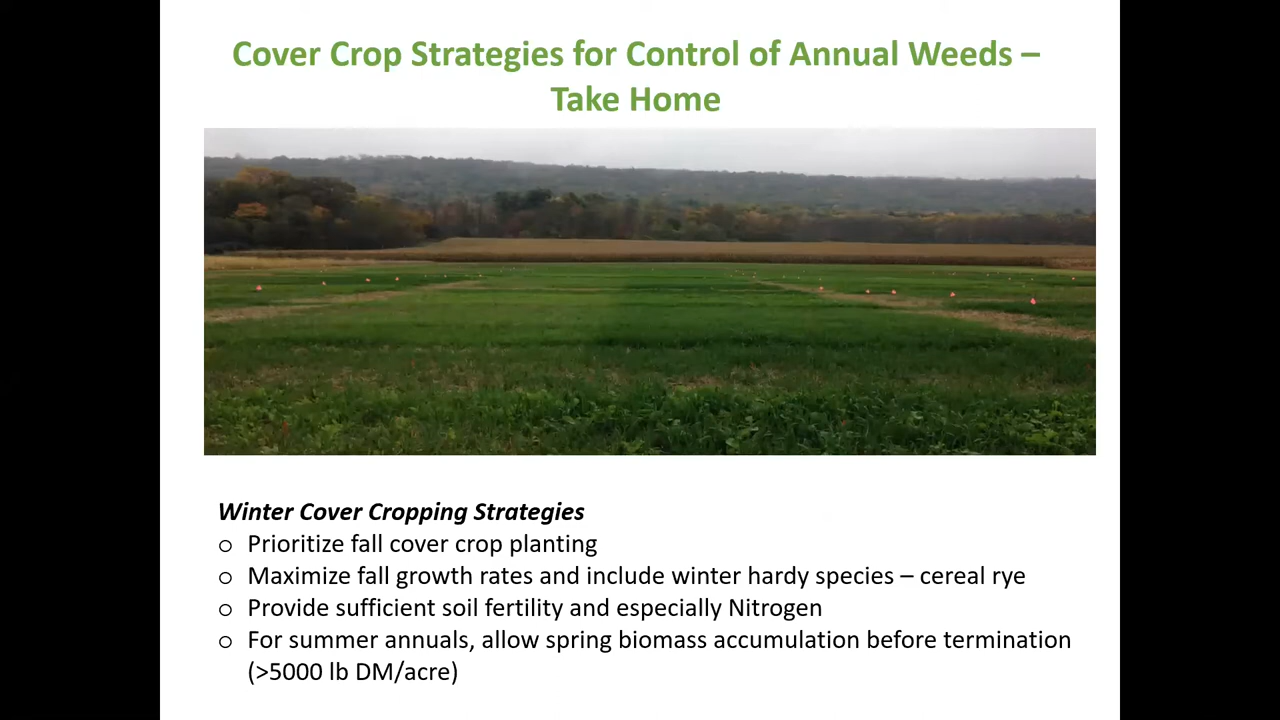 Cover Crop Strategies for Control of Annual Weeds –
Take Home
Winter Cover Cropping Strategies
o Prioritize fall cover crop planting
o Maximize fall growth rates and include winter hardy species – cereal rye
o Provide sufficient soil fertility and especially Nitrogen
o For summer annuals, allow spring biomass accumulation before termination
(>5000 lb DM/acre)